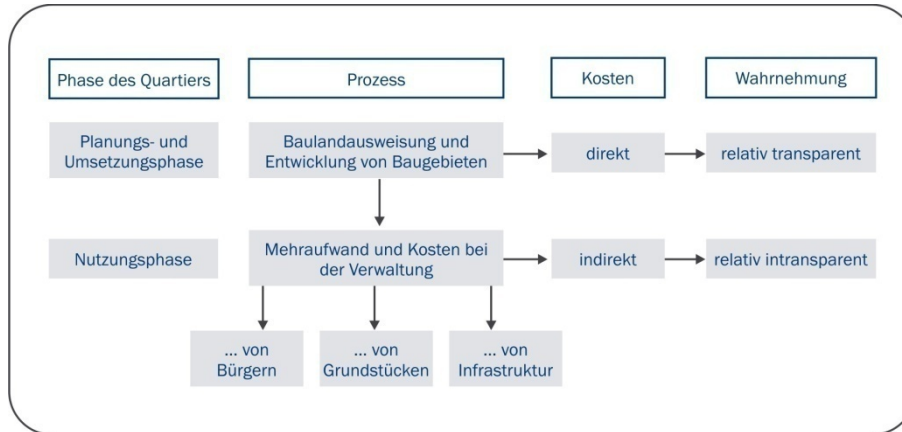 Phase des Quartiers
Prozess
Kosten
Wahrnehmung
Planungs- und
Umsetzungsphase
Baulandausweisung und
Entwicklung von Baugebieten
direkt
relativ transparent
Nutzungsphase
Mehraufwand und Kosten bei
der Verwaltung
indirekt
relativ intransparent
... von
Bürgern
... von
Grundstücken
... von
Infrastruktur